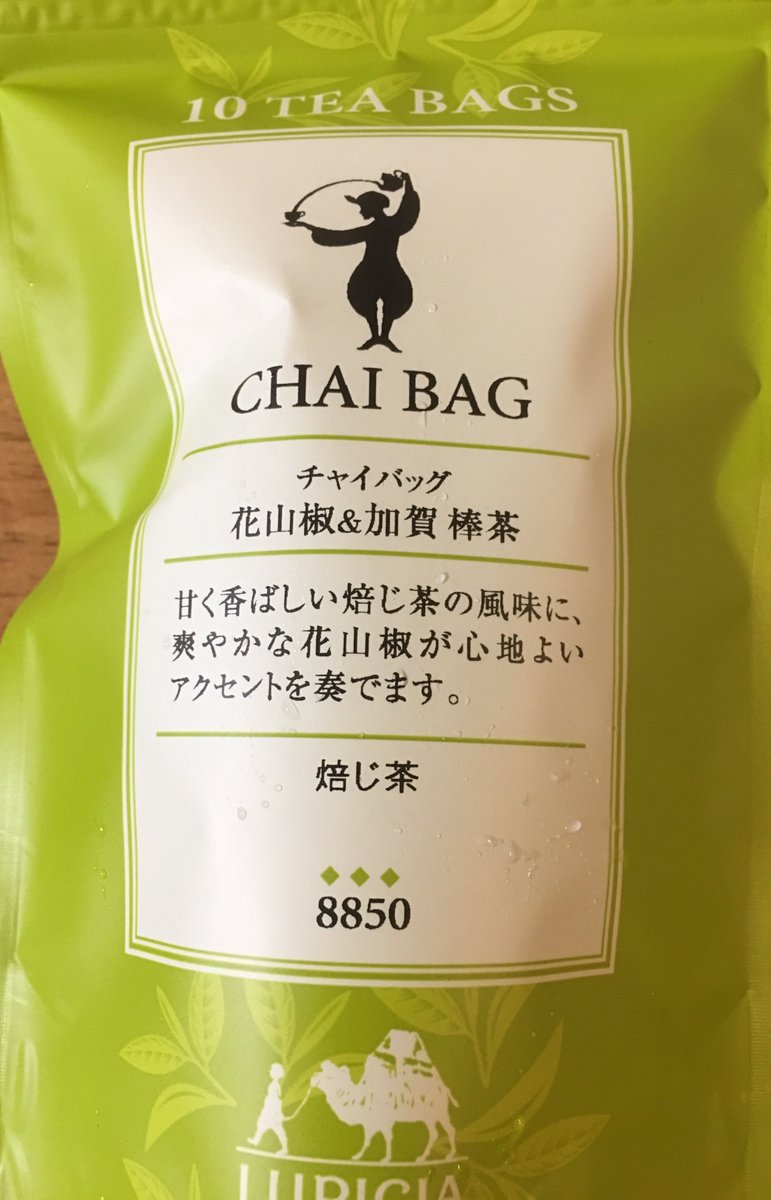 10 TEA BAGS
CHAI BAG
チャイバッグ
花山椒&加賀 棒茶
甘く香ばしい焙じ茶の風味に、
爽やかな花山椒が心地よい
アクセントを奏でます。
焙じ茶
8850
LUPICIA